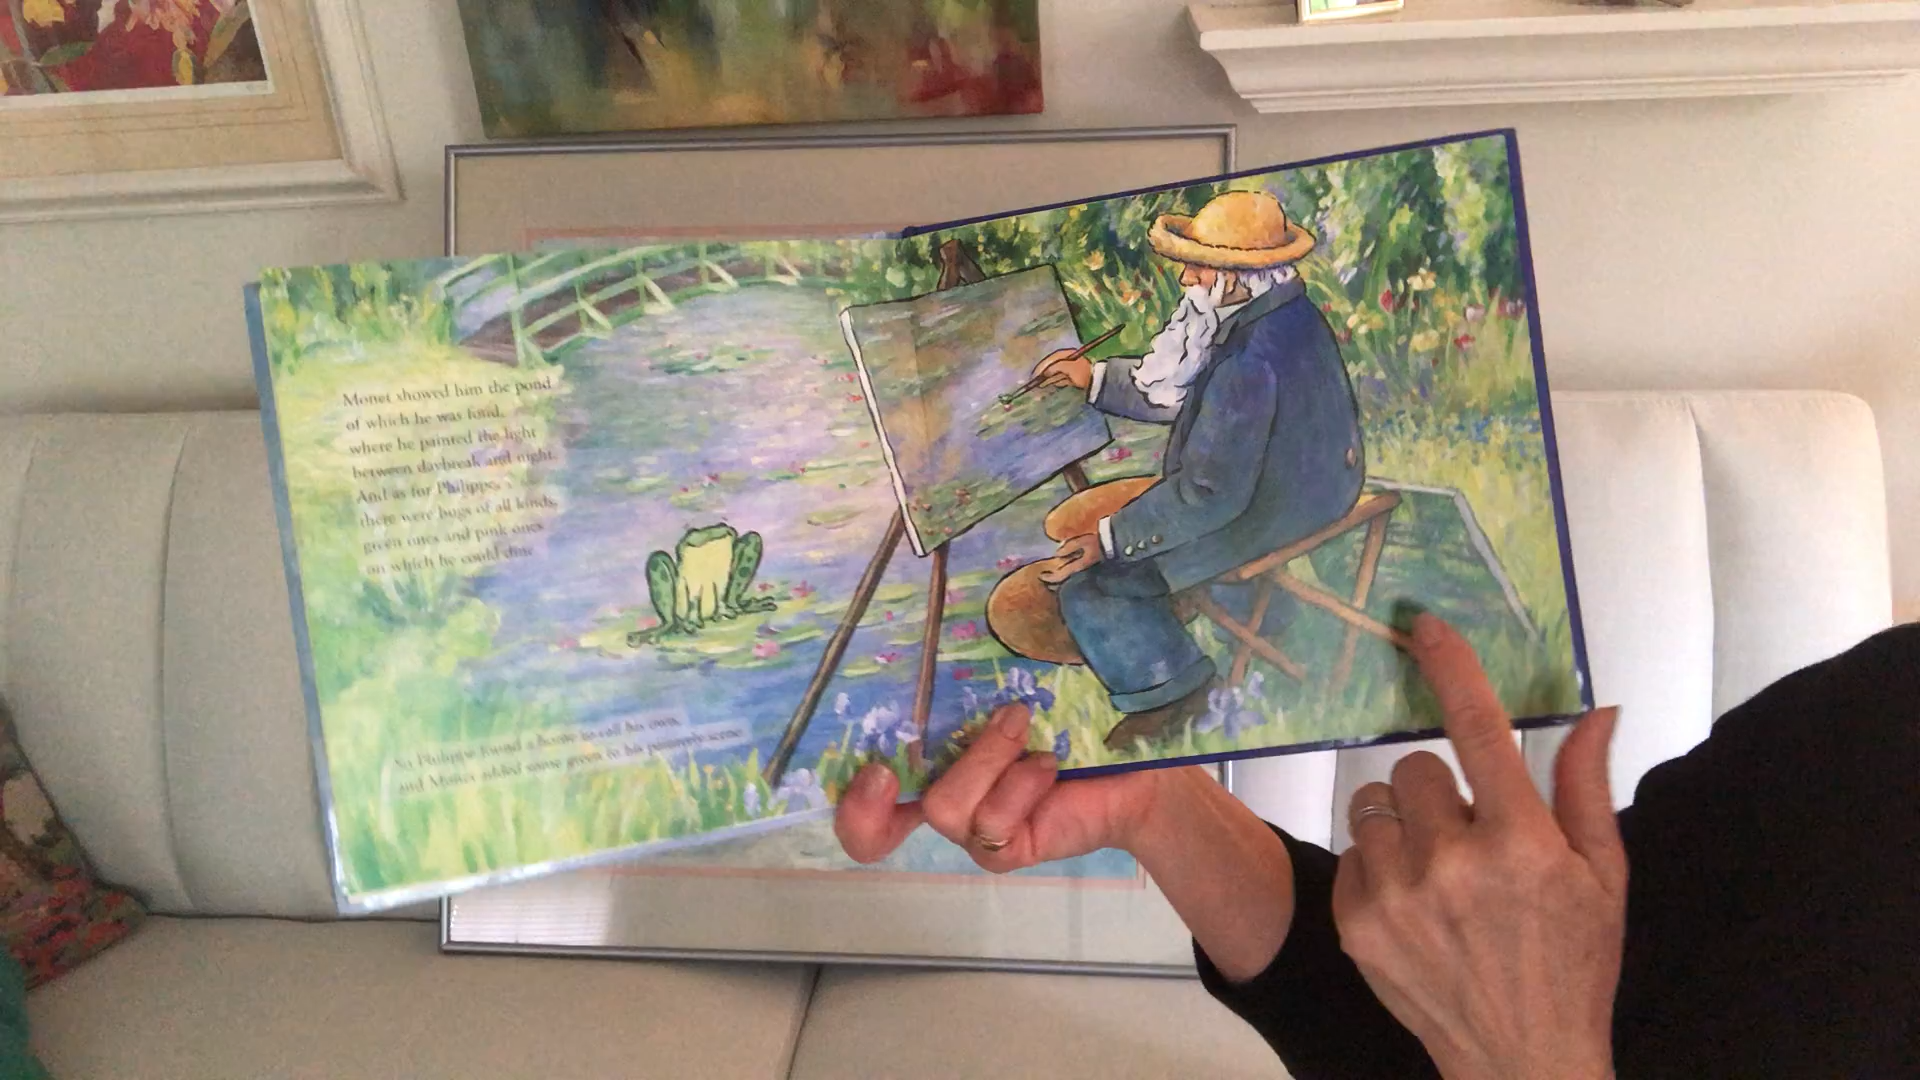 Monet showed him the pond
of which he was fond,
where he painted the light
between daybreak and night.
And as for Philippe,
there were bugs of all kinds,
green ones and pink ones
on which he could dine.
So Philippe found a home to call his own,
and Monet added some green to his painterly scene.